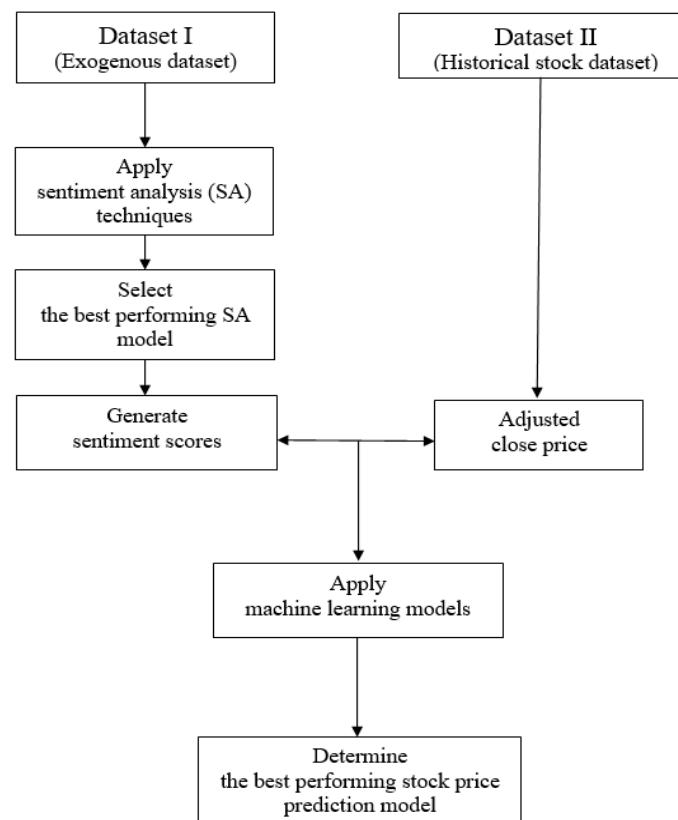 Dataset I
(Exogenous dataset)
Dataset II
(Historical stock dataset)
Apply
sentiment analysis (SA)
techniques
Select
the best performing SA
model
Generate
sentiment scores
Adjusted
close price
Apply
machine learning models
Determine
the best performing stock price
prediction model